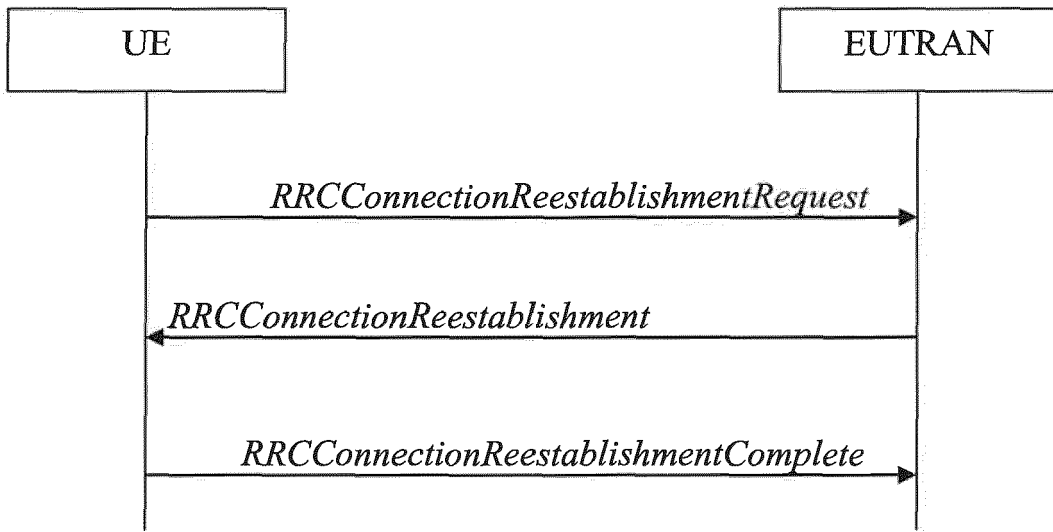 UE
EUTRAN
RRCConnectionReestablishmentRequest
RRCConnectionReestablishment
RRCConnectionReestablishmentComplete